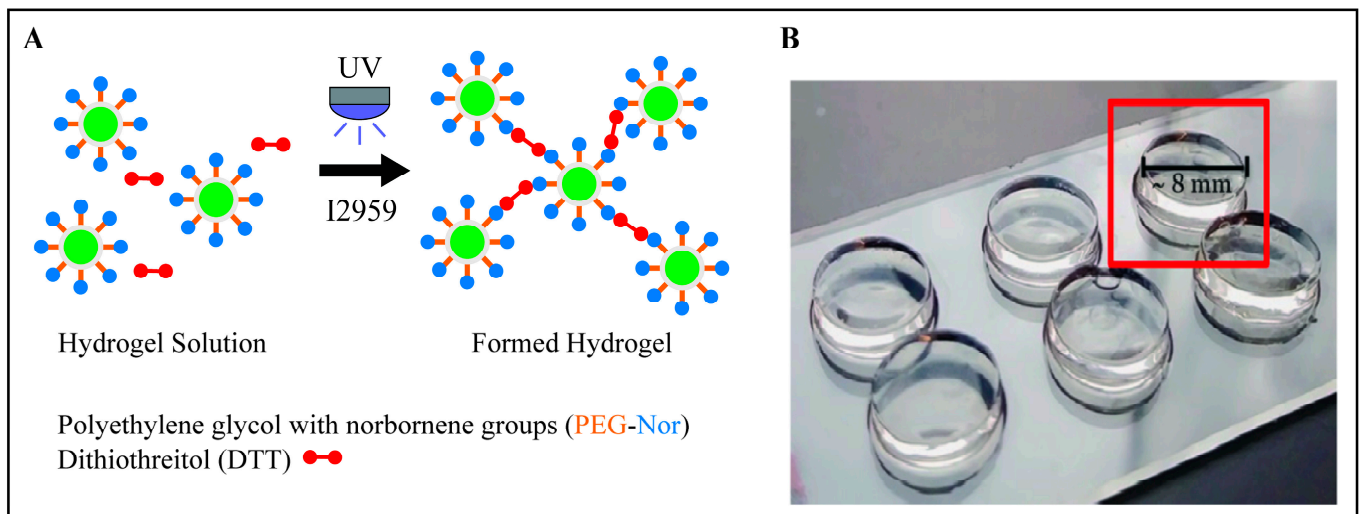 A
UV
I2959
Hydrogel Solution
Formed Hydrogel
Polyethylene glycol with norbornene groups (PEG-Nor)
Dithiothreitol (DTT)
B
~ 8 mm